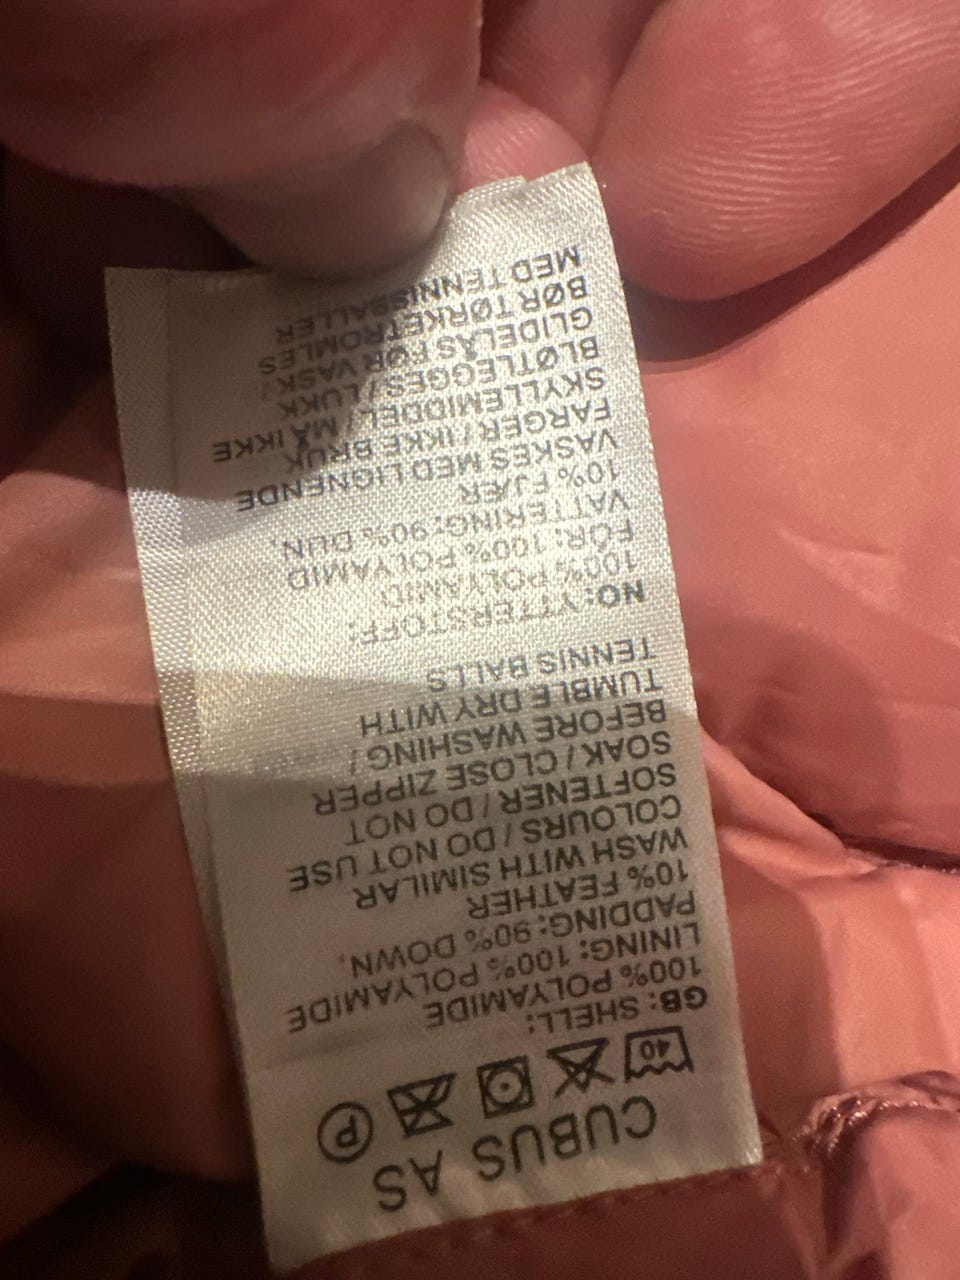 CUBUS AS
40 P
GB: SHELL:
100% POLYAMIDE
LINING: 100% POLYAMIDE
PADDING: 90% DOWN,
10% FEATHER
WASH WITH SIMILAR
COLOURS / DO NOT USE
SOFTENER / DO NOT
SOAK / CLOSE ZIPPER
BEFORE WASHING /
TUMBLE DRY WITH
TENNIS BALLS
NO: YTTERSTOFF:
100% POLYAMID
FÔR: 100% POLYAMID
VATTERING: 90% DUN,
10% FJÆR
VASKES MED LIGNENDE
FARGER / IKKE BRUK
SKYLLEMIDDEL / MÅ IKKE
BLØTLEGGES / LUKK
GLIDELÅS FØR VASK /
BØR TØRKETROMLES
MED TENNISBALLER